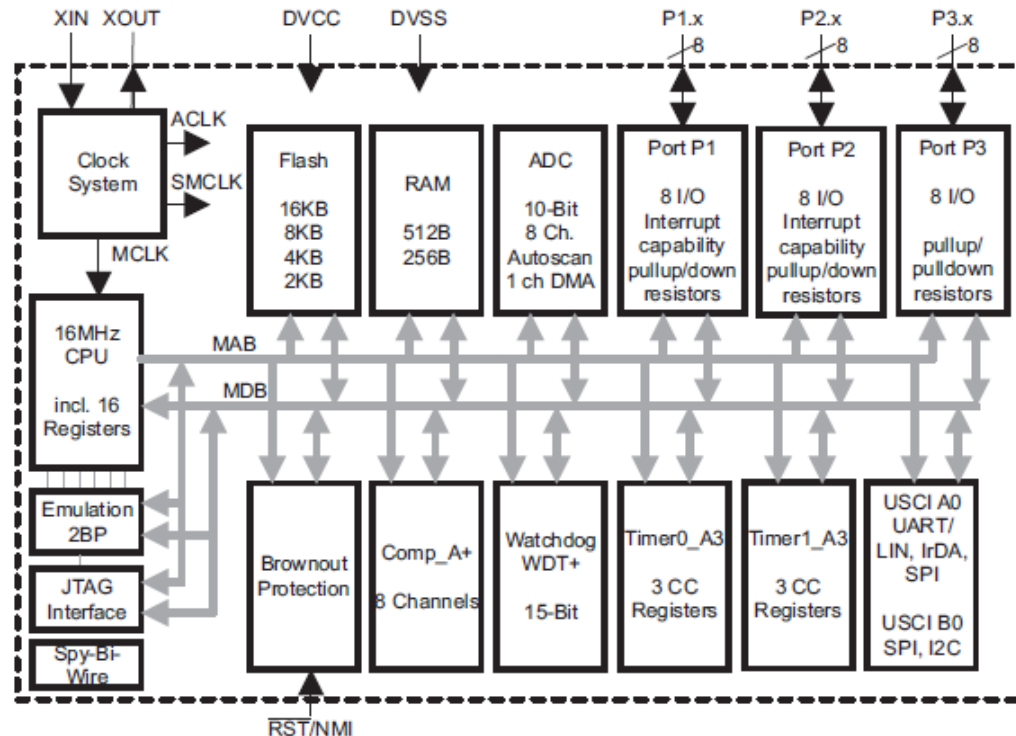 XIN XOUT DVCC DVSS P1.x P2.x P3.x
8 8 8
Clock
System
ACLK
SMCLK
MCLK
Flash
16KB
8KB
4KB
2KB
RAM
512B
256B
ADC
10-Bit
8 Ch.
Autoscan
1 ch DMA
Port P1
8 I/O
Interrupt
capability
pullup/down
resistors
Port P2
8 I/O
Interrupt
capability
pullup/down
resistors
Port P3
8 I/O
pullup/
pulldown
resistors
16MHz
CPU
incl. 16
Registers
MAB
MDB
Emulation
2BP
JTAG
Interface
Spy-Bi-
Wire
Brownout
Protection
Comp_A+
8 Channels
Watchdog
WDT+
15-Bit
Timer0_A3
3 CC
Registers
Timer1_A3
3 CC
Registers
USCI A0
UART/
LIN, IrDA,
SPI
USCI B0
SPI, I2C
RST/NMI